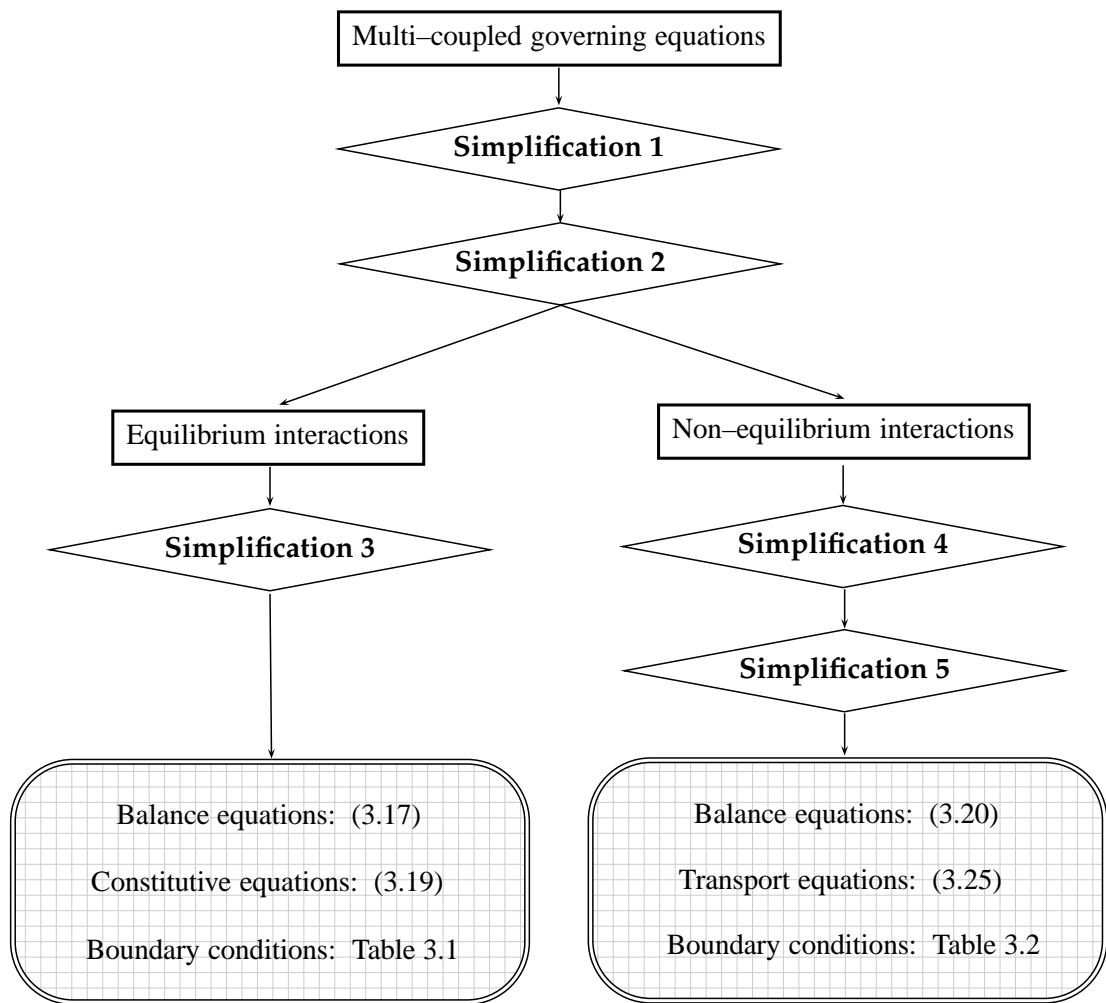 Multi–coupled governing equations
Simplification 1
Simplification 2
Equilibrium interactions
Non–equilibrium interactions
Simplification 3
Simplification 4
Simplification 5
Balance equations: (3.17)
Constitutive equations: (3.19)
Boundary conditions: Table 3.1
Balance equations: (3.20)
Transport equations: (3.25)
Boundary conditions: Table 3.2